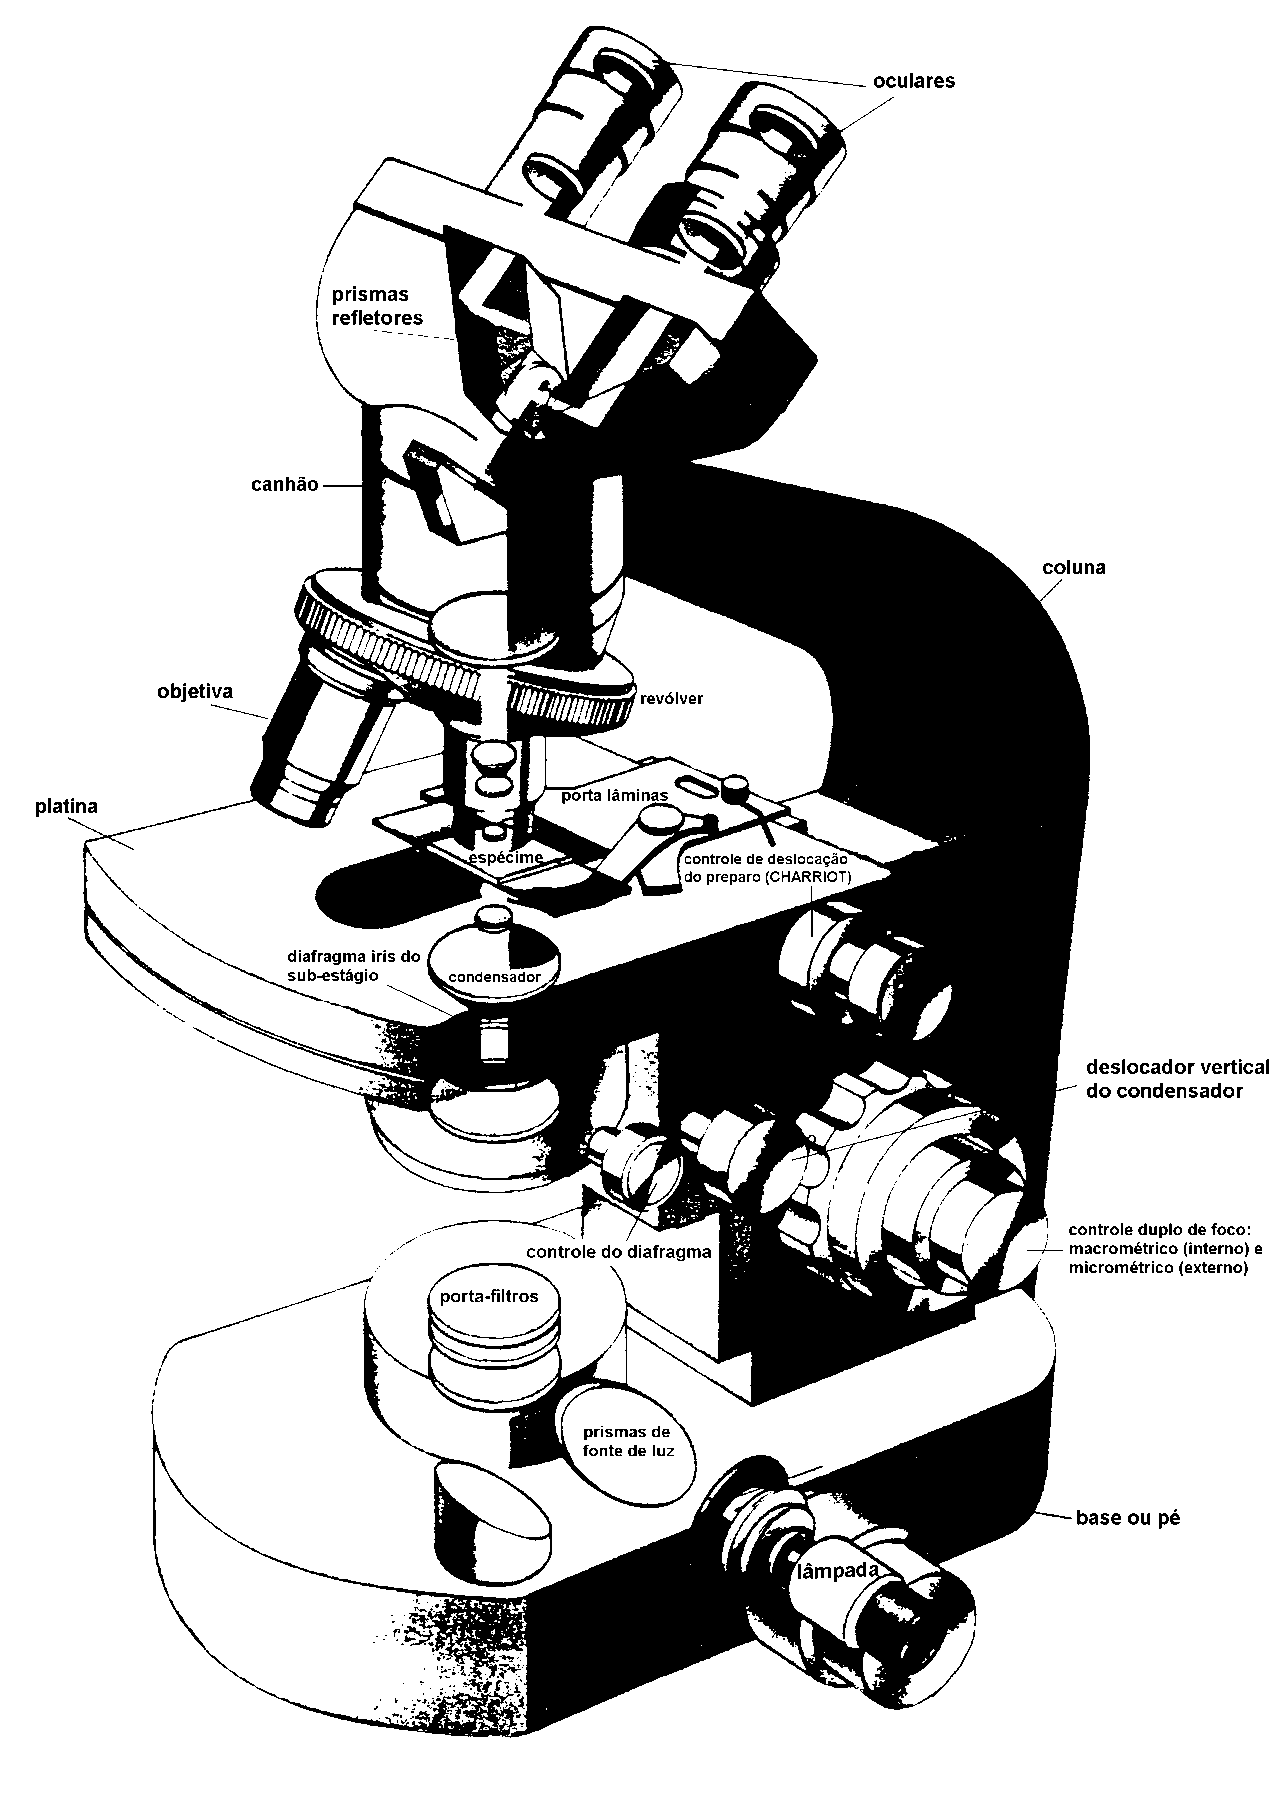 oculares
prismas
refletores
canhão
coluna
objetiva
revólver
porta lâminas
platina
espécime
controle de deslocação
do preparo (CHARRIOT)
diafragma iris do
sub-estágio
condensador
deslocador vertical
do condensador
controle duplo de foco:
macrométrico (interno) e
micrométrico (externo)
controle do diafragma
porta-filtros
prismas de
fonte de luz
base ou pé
lâmpada